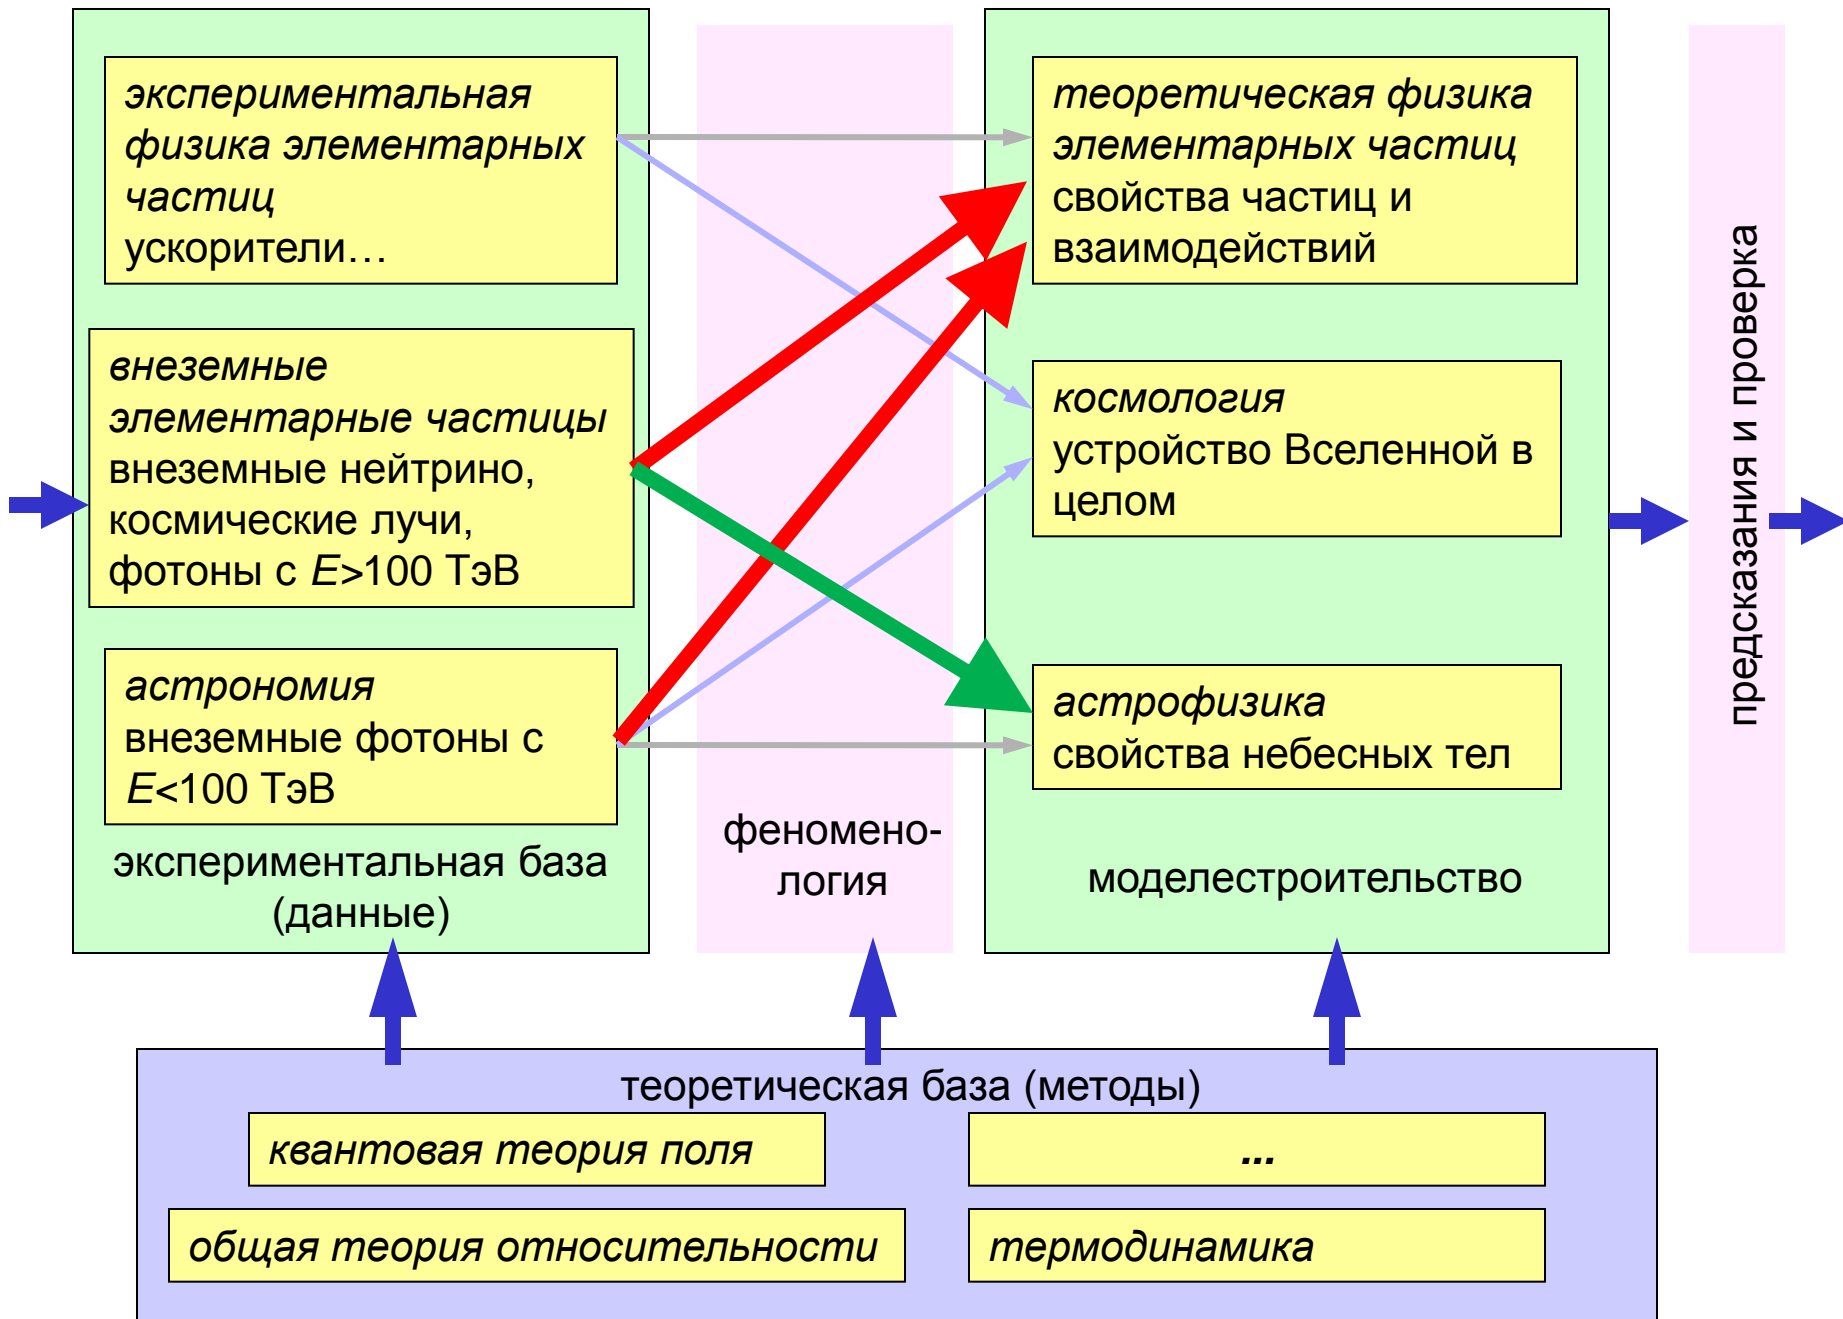 экспериментальная
физика элементарных
частиц
ускорители…
внеземные
элементарные частицы
внеземные нейтрино,
космические лучи,
фотоны с E>100 ТэВ
астрономия
внеземные фотоны с
E<100 ТэВ
экспериментальная база
(данные)
феномено-
логия
теоретическая физика
элементарных частиц
свойства частиц и
взаимодействий
космология
устройство Вселенной в
целом
астрофизика
свойства небесных тел
моделестроительство
предсказания и проверка
теоретическая база (методы)
квантовая теория поля
...
общая теория относительности
термодинамика